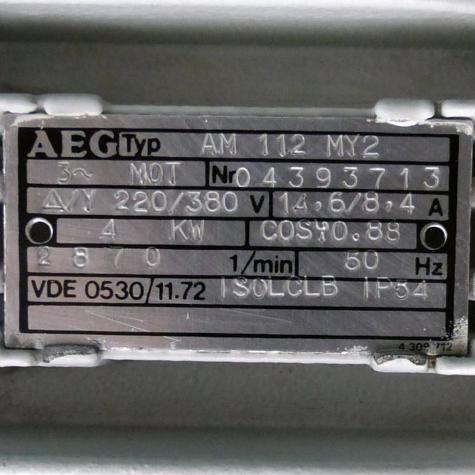 AEG Typ AM 112 MY2
3~ MOT Nr 04393713
Δ/Y 220/380 V 14.6/8.4 A
4 KW COSφ0.88
2870 1/min 50 Hz
VDE 0530/11.72 ISOLCLB IP54